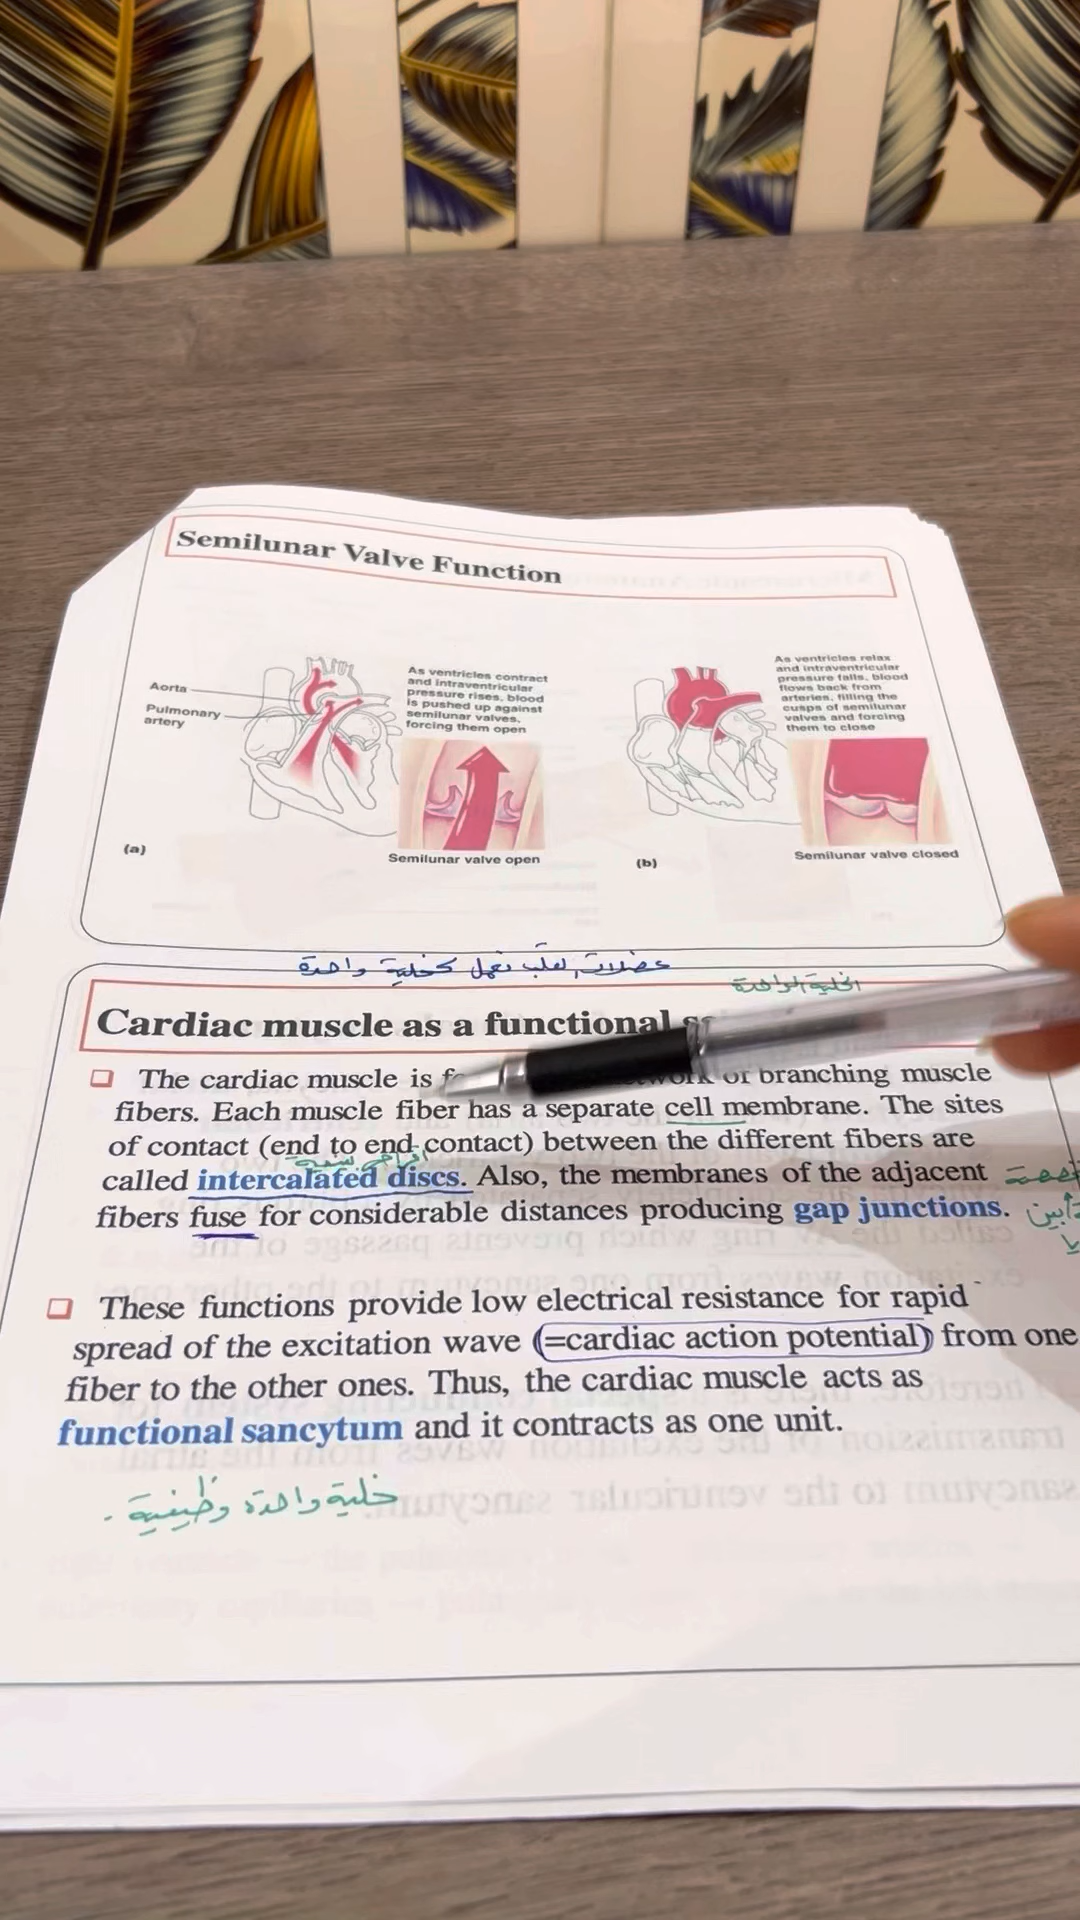 Semilunar Valve Function
Aorta
Pulmonary
artery
As ventricles contract
and intraventricular
pressure rises, blood
is pushed up against
semilunar valves,
forcing them open
As ventricles relax
and intraventricular
pressure falls, blood
flows back from
arteries, filling the
cusps of semilunar
valves and forcing
them to close
(a)
Semilunar valve open
(b)
Semilunar valve closed
عضلات القلب تعمل كخلية واحدة
الخلية الواحدة
Cardiac muscle as a functional
The cardiac muscle is or branching muscle
fibers. Each muscle fiber has a separate cell membrane. The sites
of contact (end to end contact) between the different fibers are
called intercalated discs. Also, the membranes of the adjacent
fibers fuse for considerable distances producing gap junctions.
These functions provide low electrical resistance for rapid
spread of the excitation wave (=cardiac action potential) from one
fiber to the other ones. Thus, the cardiac muscle acts as
functional sancytum and it contracts as one unit.
خلية واحدة وظيفية .